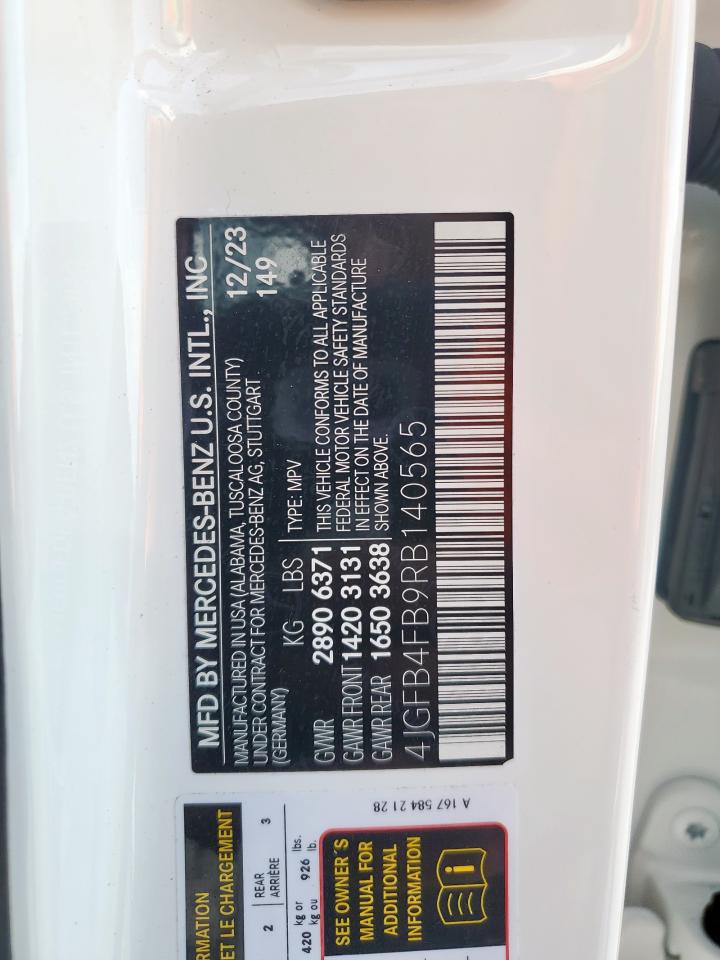 MFD BY MERCEDES-BENZ U.S. INTL., INC
MANUFACTURED IN USA (ALABAMA, TUSCALOOSA COUNTY) 12/23
UNDER CONTRACT FOR MERCEDES-BENZ AG, STUTTGART 149
(GERMANY)
KG LBS TYPE: MPV
GVWR 2890 6371
GAWR FRONT 1420 3131
GAWR REAR 1650 3638
THIS VEHICLE CONFORMS TO ALL APPLICABLE
FEDERAL MOTOR VEHICLE SAFETY STANDARDS
IN EFFECT ON THE DATE OF MANUFACTURE
SHOWN ABOVE.
4JGFB4FB9RB140565
ET LE CHARGEMENT
2 REAR 3
ARRIÈRE
420 kg or 926 lbs.
kg ou lb.
SEE OWNER'S
MANUAL FOR
ADDITIONAL
INFORMATION
A 167 584 21 28